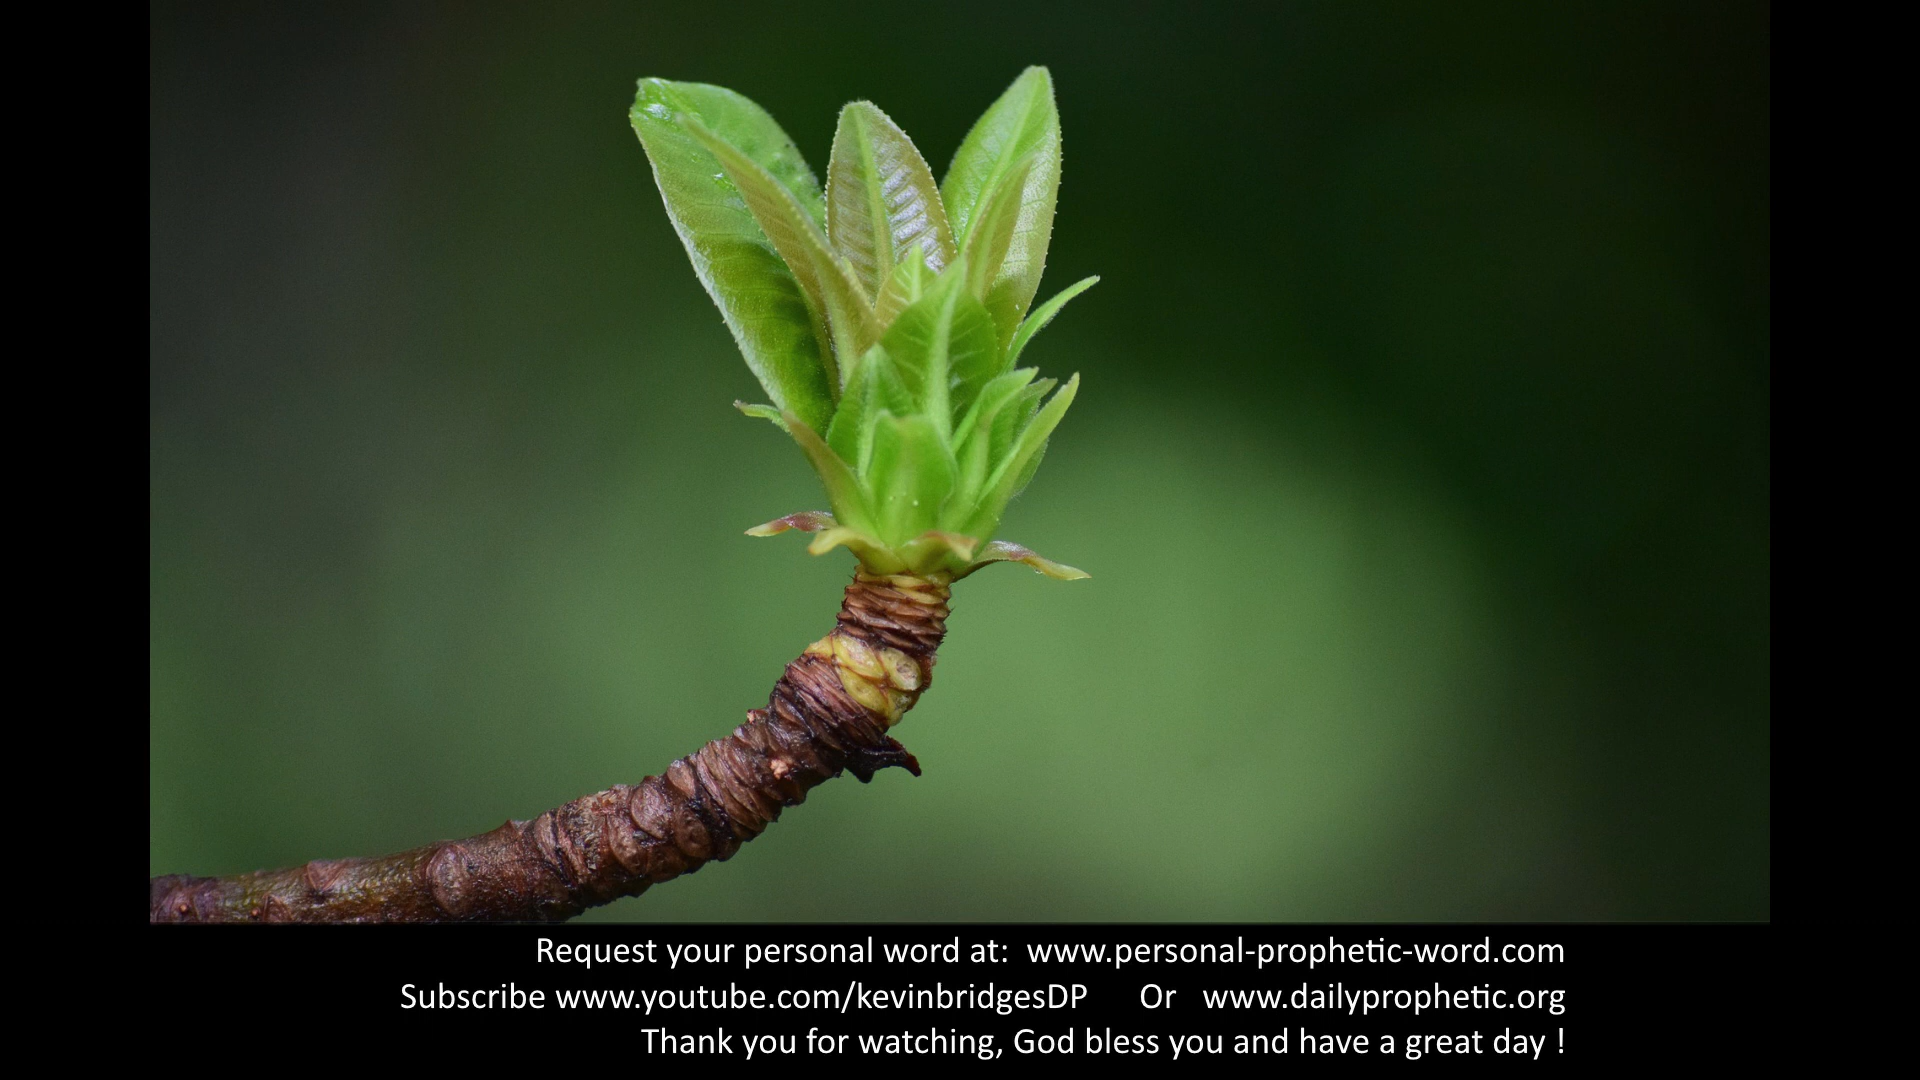 Request your personal word at:  www.personal-prophetic-word.com
Subscribe www.youtube.com/kevinbridgesDP     Or   www.dailyprophetic.org
Thank you for watching, God bless you and have a great day !